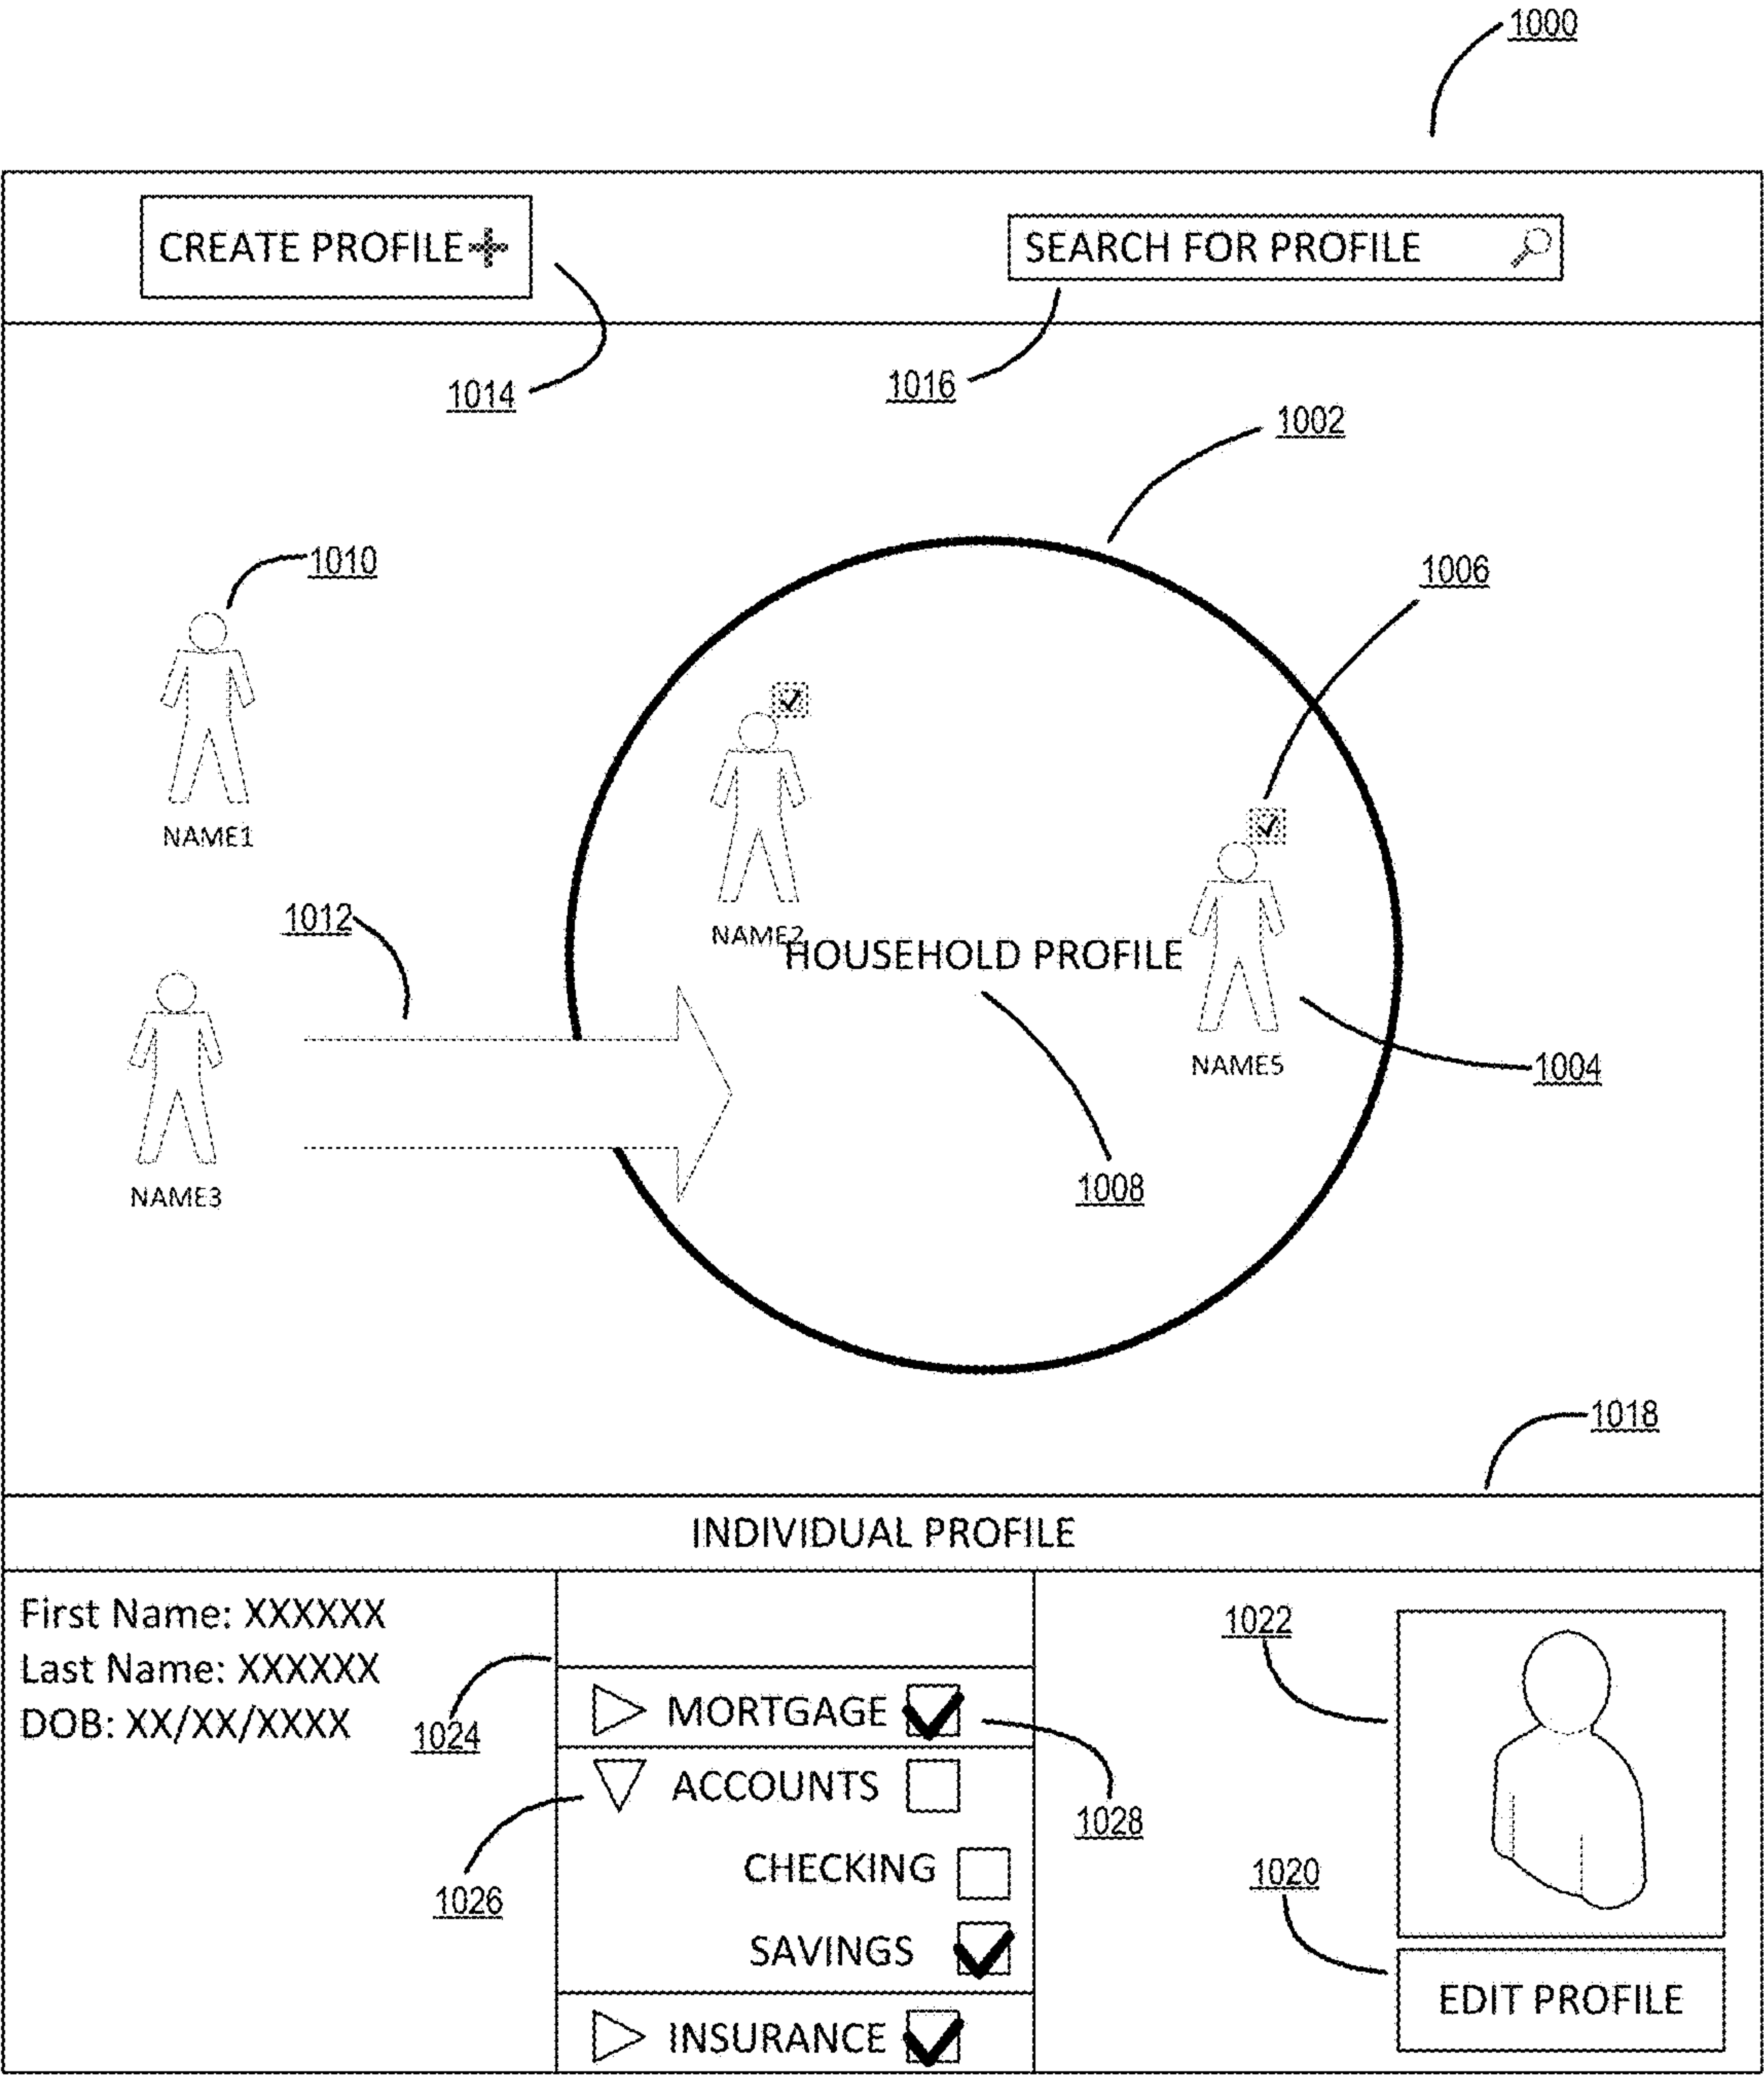 1000
CREATE PROFILE
SEARCH FOR PROFILE
1014
1016
1002
1010
1006
NAME1
1012
NAME2
HOUSEHOLD PROFILE
NAME5
1004
NAME3
1008
1018
INDIVIDUAL PROFILE
First Name: XXXXXX
Last Name: XXXXXX
DOB: XX/XX/XXXX
1024
MORTGAGE
ACCOUNTS
CHECKING
SAVINGS
INSURANCE
1026
1028
1022
1020
EDIT PROFILE